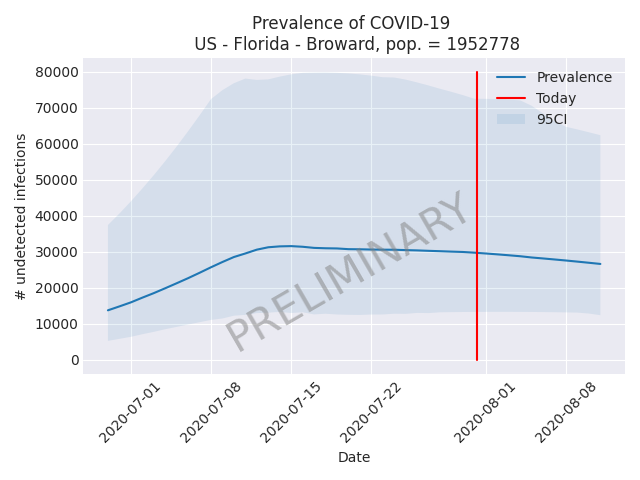 Prevalence of COVID-19
US - Florida - Broward, pop. = 1952778
80000
70000
60000
50000
40000
30000
20000
10000
0
# undetected infections
Prevalence
Today
95CI
PRELIMINARY
2020-07-01
2020-07-08
2020-07-15
2020-07-22
2020-08-01
2020-08-08
Date